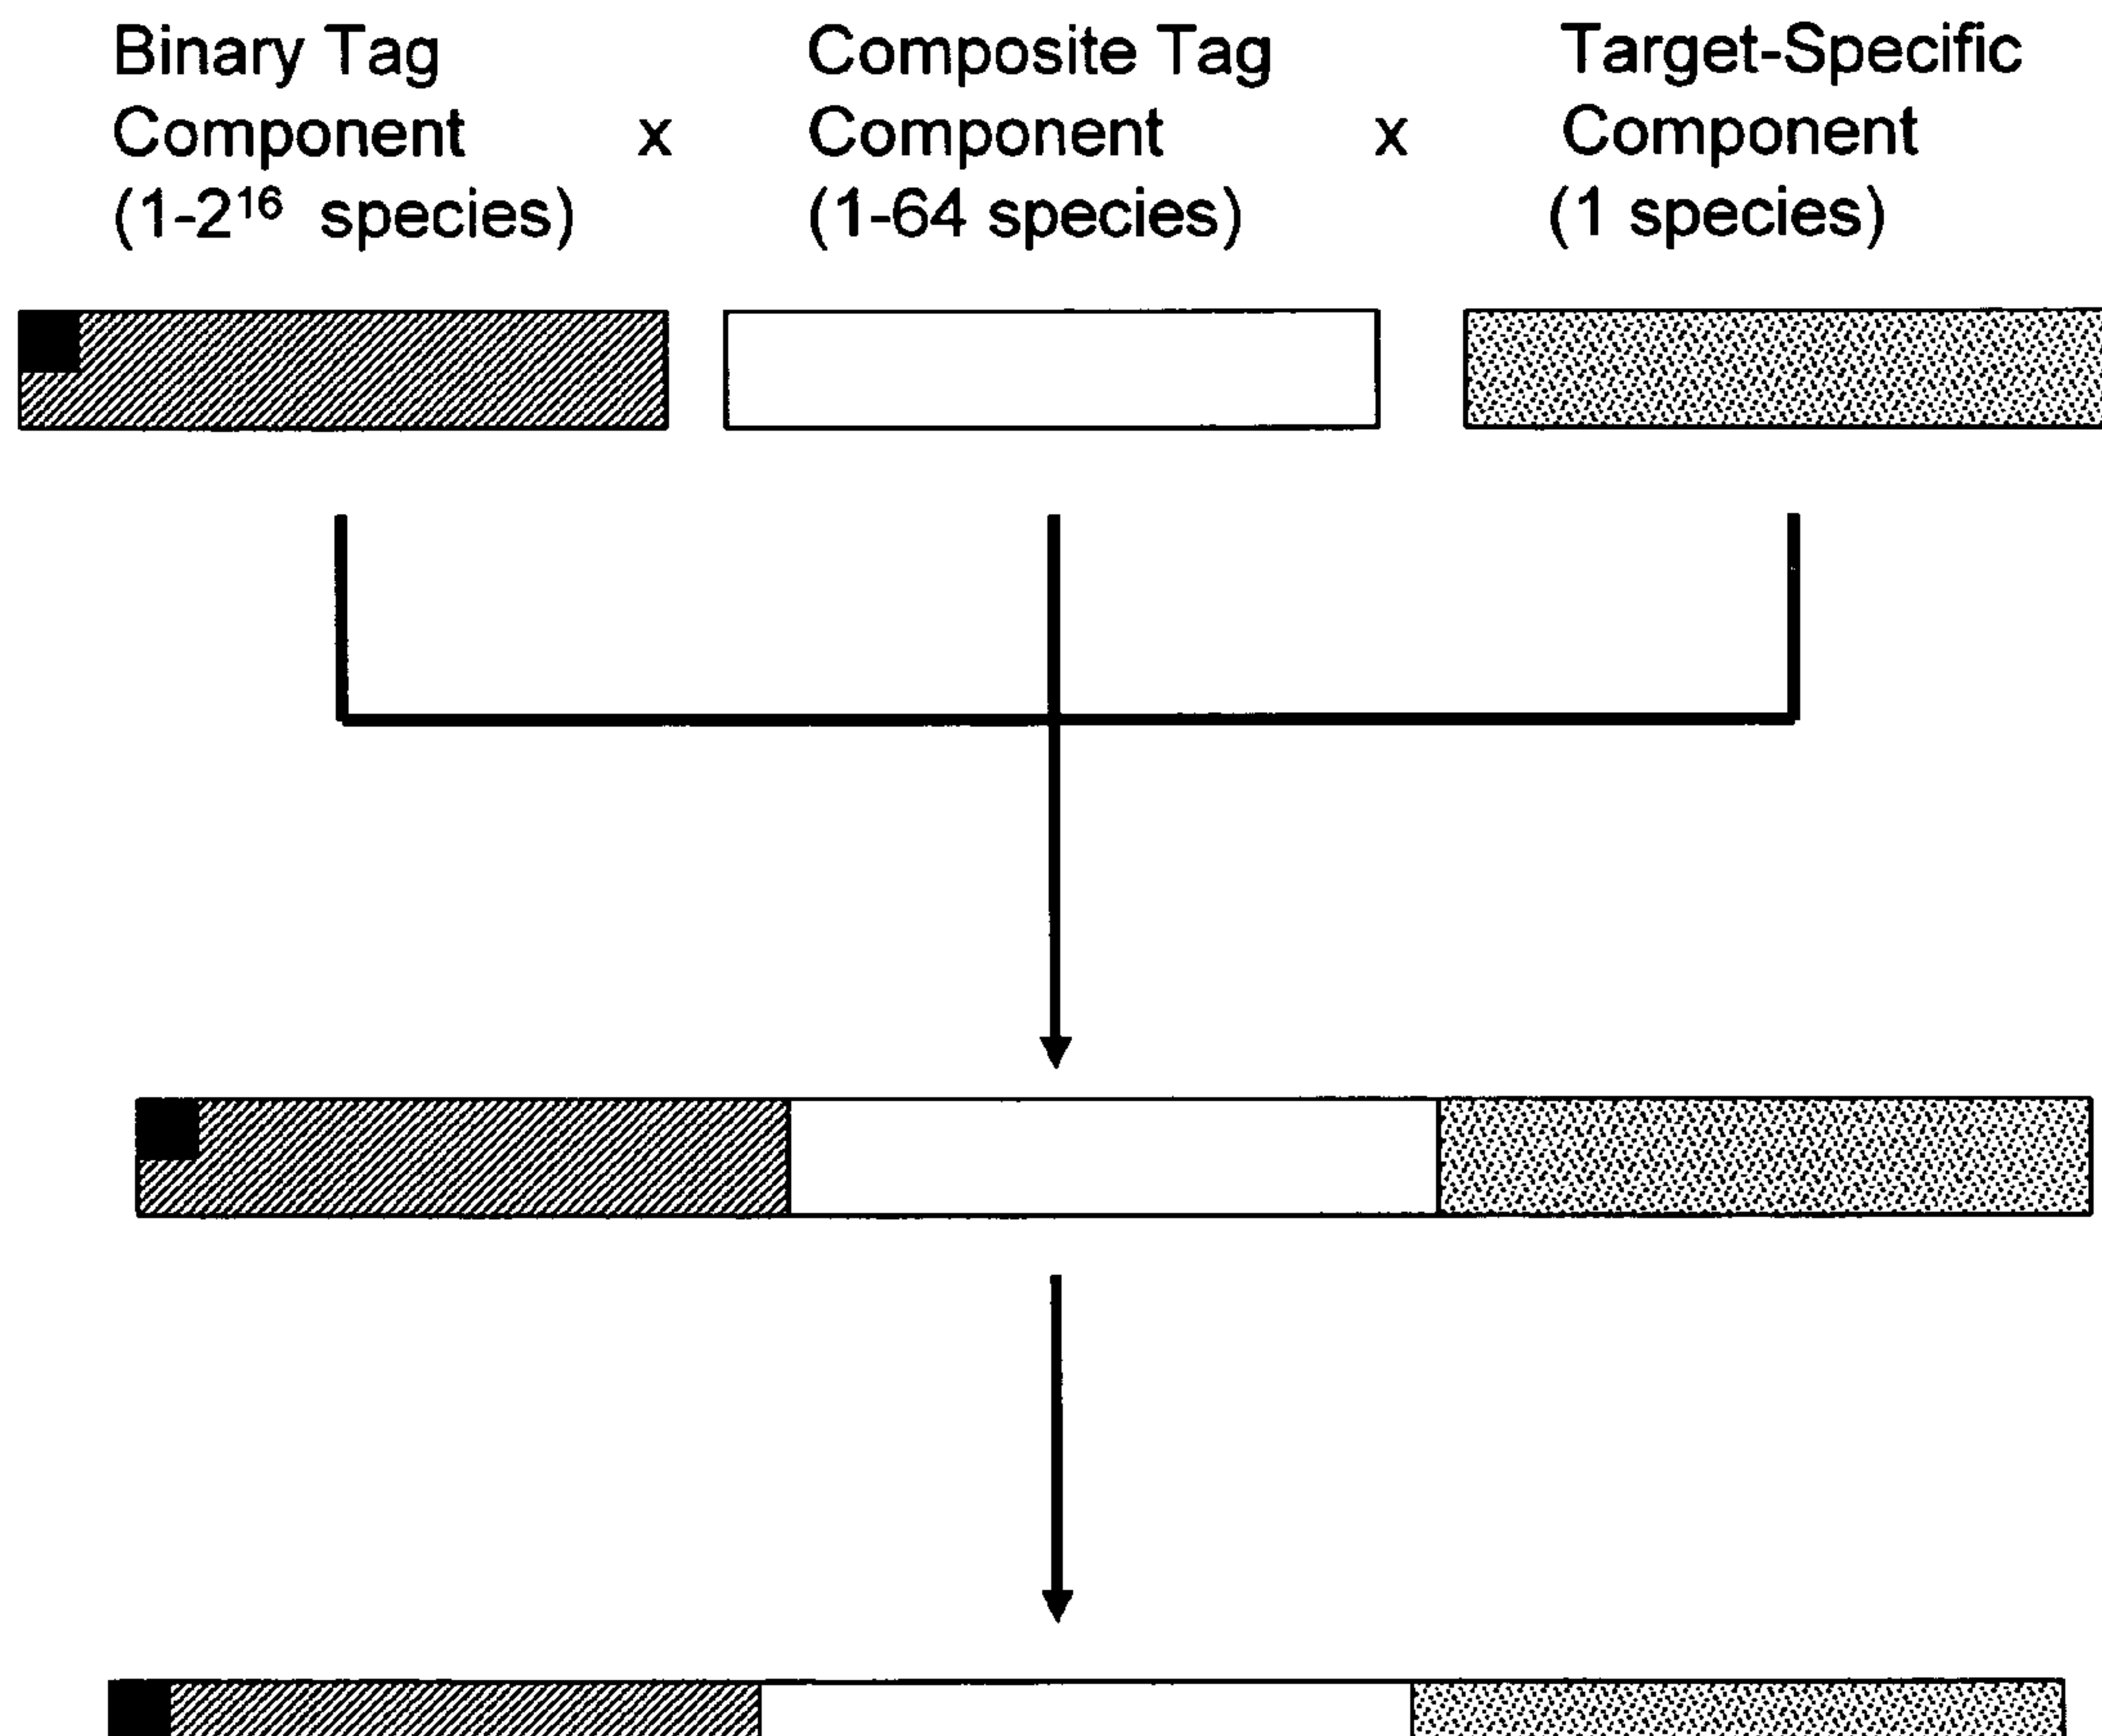 Binary Tag
Component
(1-2¹⁶ species)
x
Composite Tag
Component
(1-64 species)
x
Target-Specific
Component
(1 species)